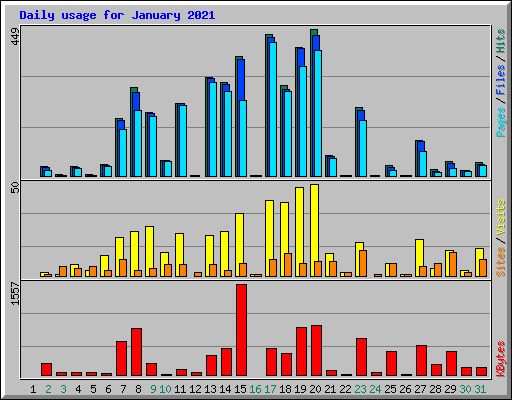 Daily usage for January 2021
449
Pages / Files / Hits
50
Sites / Visits
1557
KBytes
1 2 3 4 5 6 7 8 9 10 11 12 13 14 15 16 17 18 19 20 21 22 23 24 25 26 27 28 29 30 31